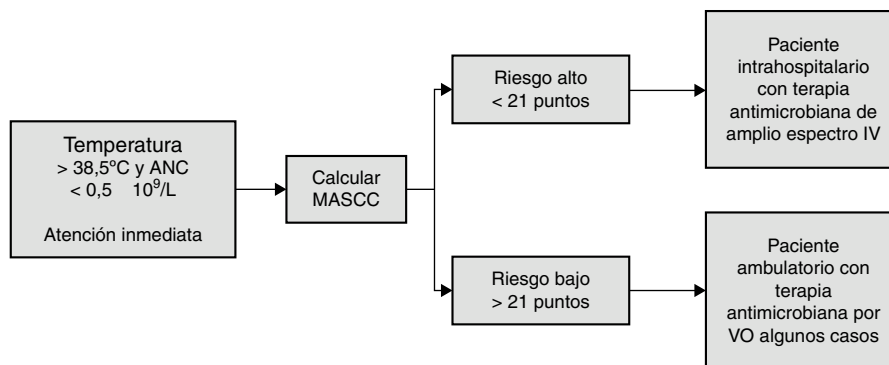 Temperatura
> 38,5ºC y ANC
< 0,5 10⁹/L
Atención inmediata
Calcular
MASCC
Riesgo alto
< 21 puntos
Paciente
intrahospitalario
con terapia
antimicrobiana de
amplio espectro IV
Riesgo bajo
> 21 puntos
Paciente
ambulatorio con
terapia
antimicrobiana por
VO algunos casos